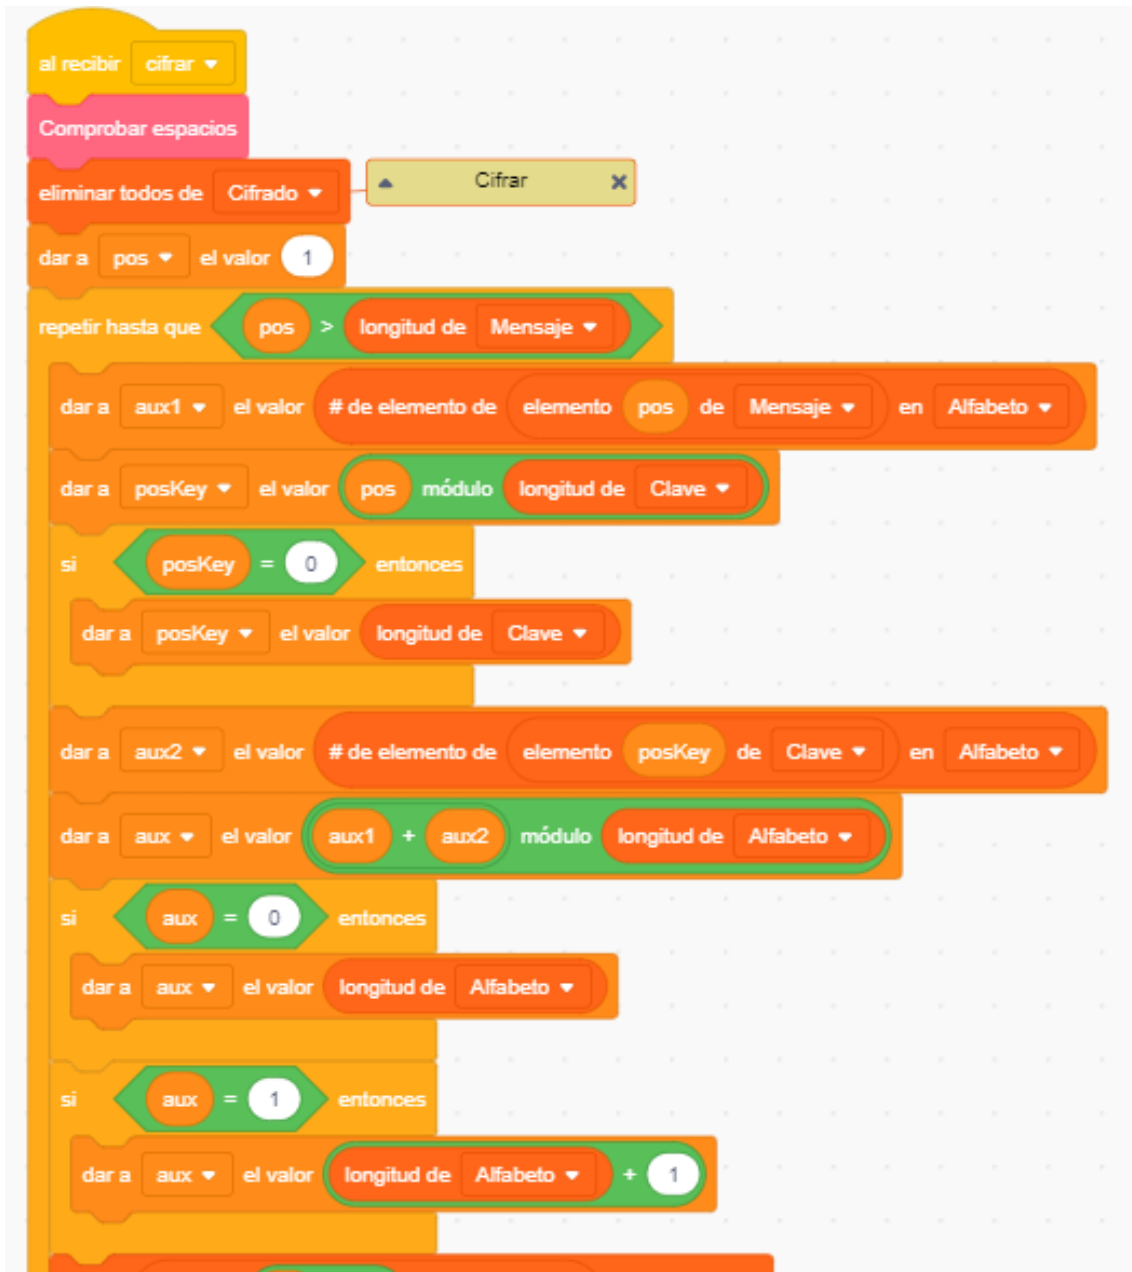 al recibir cifrar
Comprobar espacios
eliminar todos de Cifrado
Cifrar
dar a pos el valor 1
repetir hasta que pos > longitud de Mensaje
dar a aux1 el valor # de elemento de elemento pos de Mensaje en Alfabeto
dar a posKey el valor pos módulo longitud de Clave
si posKey = 0 entonces
dar a posKey el valor longitud de Clave
dar a aux2 el valor # de elemento de elemento posKey de Clave en Alfabeto
dar a aux el valor aux1 + aux2 módulo longitud de Alfabeto
si aux = 0 entonces
dar a aux el valor longitud de Alfabeto
si aux = 1 entonces
dar a aux el valor longitud de Alfabeto + 1